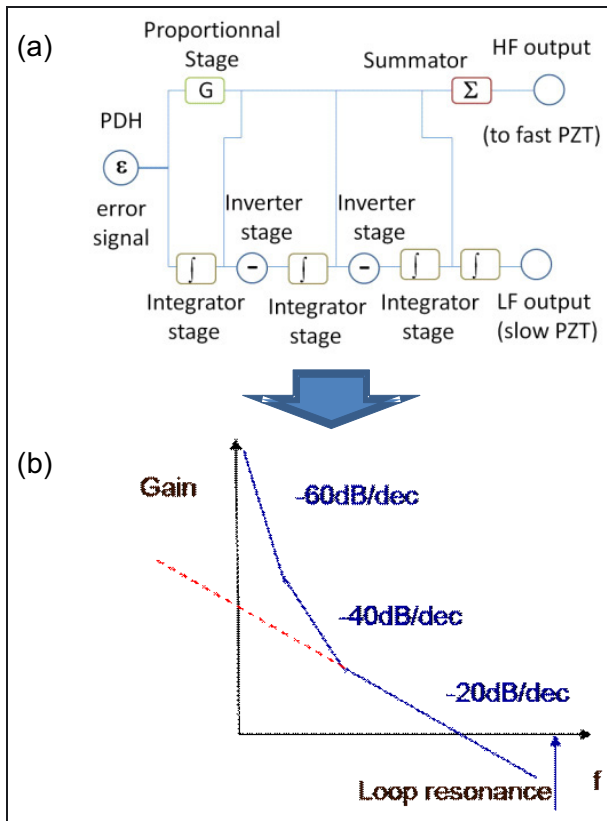 (a)
Proportionnal
Stage
G
Summator
Σ
HF output
(to fast PZT)
PDH
ε
error
signal
Inverter
stage
Inverter
stage
∫
−
∫
−
∫
∫
Integrator
stage
Integrator
stage
Integrator
stage
LF output
(slow PZT)
(b)
Gain
-60dB/dec
-40dB/dec
-20dB/dec
Loop resonance
f